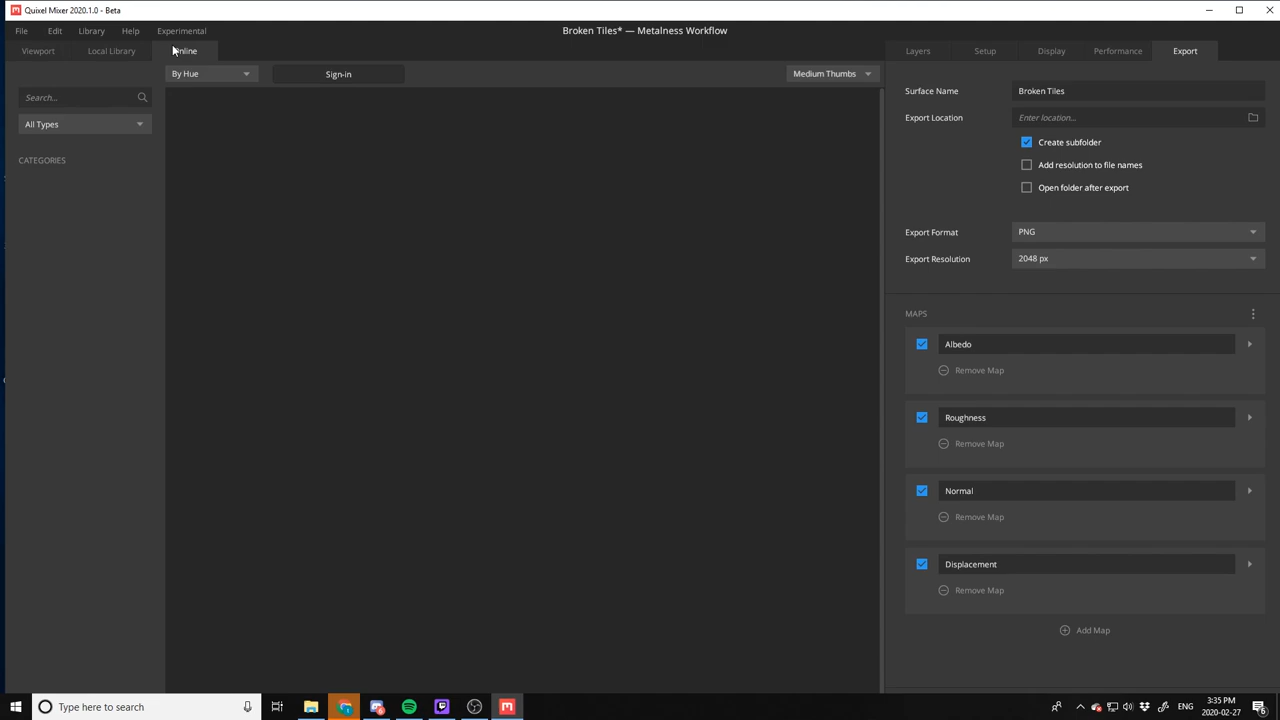 Quixel Mixer 2020.1.0 - Beta
File Edit Library Help Experimental
Broken Tiles* — Metalness Workflow
Viewport Local Library Online
Layers Setup Display Performance Export
By Hue Sign-in Medium Thumbs
Search...
All Types
CATEGORIES
Surface Name Broken Tiles
Export Location Enter location...
Create subfolder
Add resolution to file names
Open folder after export
Export Format PNG
Export Resolution 2048 px
MAPS
Albedo
Remove Map
Roughness
Remove Map
Normal
Remove Map
Displacement
Remove Map
Add Map
Type here to search
ENG
3:35 PM
2020-02-27
6